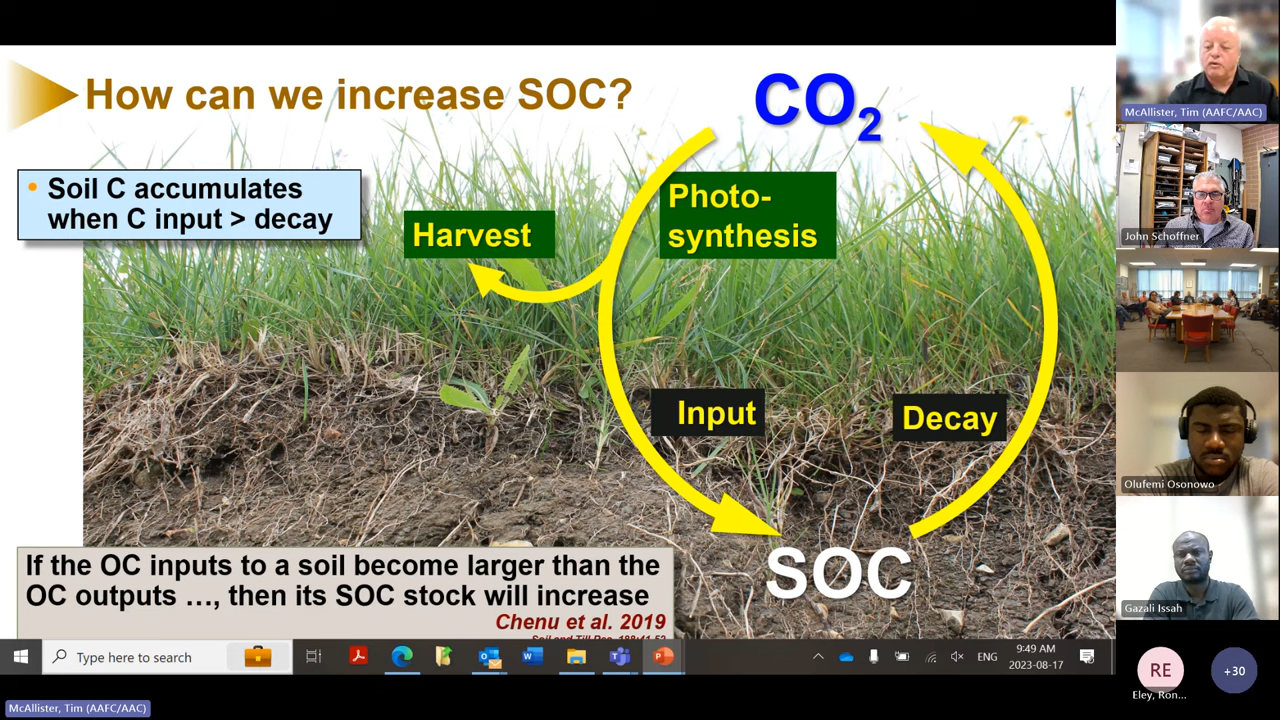 How can we increase SOC?
CO2
• Soil C accumulates
when C input > decay
Harvest
Photo-
synthesis
Input
Decay
SOC
If the OC inputs to a soil become larger than the
OC outputs …, then its SOC stock will increase
Chenu et al. 2019
Type here to search
ENG
9:49 AM
2023-08-17
McAllister, Tim (AAFC/AAC)
McAllister, Tim (AAFC/AAC)
John Schoffner
Olufemi Osonowo
Gazali Issah
RE
Eley, Ron...
+30